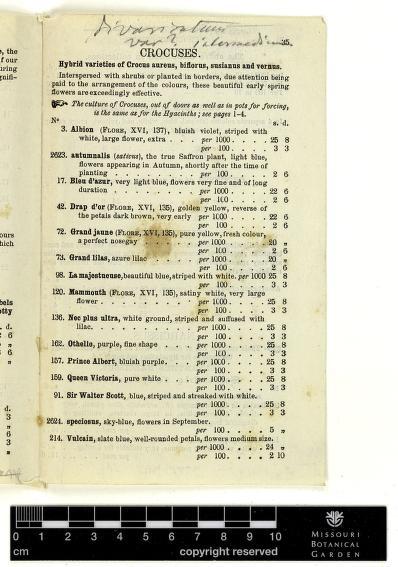 divaricatum
var? intermedium
35.
CROCUSES.
Hybrid varieties of Crocus aureus, biflorus, susianus and vernus.
Interspersed with shrubs or planted in borders, due attention being
paid to the arrangement of the colours, these beautiful early spring
flowers are exceedingly effective.
☛ The culture of Crocuses, out of doors as well as in pots for forcing,
is the same as for the Hyacinths; see pages 1-4.
No s. d.
3. Albion (FLORE, XVI, 137), bluish violet, striped with
white, large flower, extra . . . per 1000 . . . . 25 8
per 100 . . . . 3 3
2623. autumnalis (sativus), the true Saffron plant, light blue,
flowers appearing in Autumn, shortly after the time of
planting . . . . . . . . . per 100 . . . . 2 6
17. Bleu d'azur, very light blue, flowers very fine and of long
duration . . . . . . . . . per 1000 . . . . 22 6
per 100 . . . . 2 6
42. Drap d'or (FLORE, XVI, 135), golden yellow, reverse of
the petals dark brown, very early per 1000 . . . . 22 6
per 100 . . . . 2 6
72. Grand jaune (FLORE, XVI, 135), pure yellow, fresh colour,
a perfect nosegay . . . . . per 1000 . . . . 20 „
per 100 . . . . 2 6
73. Grand lilas, azure lilac . . . . per 1000 . . . . 20 „
per 100 . . . . 2 6
98. La majestueuse, beautiful blue, striped with white. per 1000 25 8
per 100 . . . . 3 3
120. Mammouth (FLORE, XVI, 135), satiny white, very large
flower . . . . . . . . . per 1000 . . . . 25 8
per 100 . . . . 3 3
136. Nec plus ultra, white ground, striped and suffused with
lilac. . . . . . . . . . per 1000 . . . . 25 8
per 100 . . . . 3 3
162. Othello, purple, fine shape . . . per 1000 . . . . 25 8
per 100 . . . . 3 3
157. Prince Albert, bluish purple. . . per 1000 . . . . 25 8
per 100 . . . . 3 3
159. Queen Victoria, pure white . . . per 1000 . . . . 25 8
per 100 . . . . 3 3
91. Sir Walter Scott, blue, striped and streaked with white.
per 1000 . . . . 25 8
per 100 . . . . 3 3
2624. speciosus, sky-blue, flowers in September.
per 100 . . . . 5 „
214. Vulcain, slate blue, well-rounded petals, flowers medium size.
per 1000 . . . . 24 „
per 100 . . . . 2 10
0 1 2 3 4 5 6 7 8 9 10
cm copyright reserved
MISSOURI
BOTANICAL
GARDEN